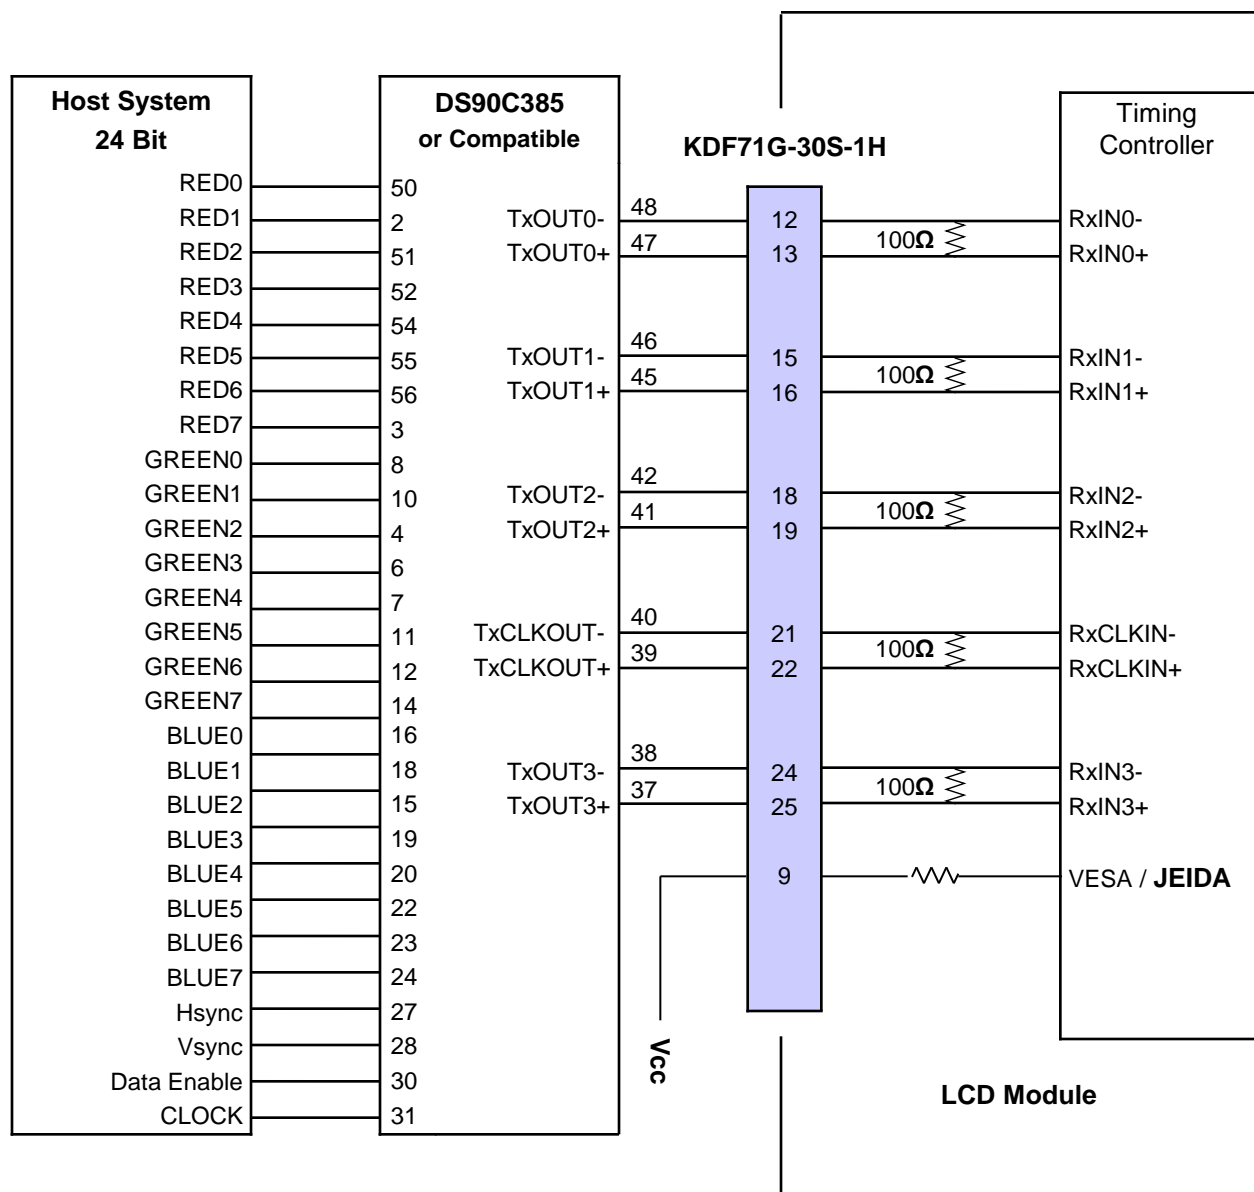 Host System
24 Bit
RED0
RED1
RED2
RED3
RED4
RED5
RED6
RED7
GREEN0
GREEN1
GREEN2
GREEN3
GREEN4
GREEN5
GREEN6
GREEN7
BLUE0
BLUE1
BLUE2
BLUE3
BLUE4
BLUE5
BLUE6
BLUE7
Hsync
Vsync
Data Enable
CLOCK
DS90C385
or Compatible
50
2
51
52
54
55
56
3
8
10
4
6
7
11
12
14
16
18
15
19
20
22
23
24
27
28
30
31
TxOUT0-
TxOUT0+
TxOUT1-
TxOUT1+
TxOUT2-
TxOUT2+
TxCLKOUT-
TxCLKOUT+
TxOUT3-
TxOUT3+
48
47
46
45
42
41
40
39
38
37
Vcc
KDF71G-30S-1H
12
13
15
16
18
19
21
22
24
25
9
100Ω
100Ω
100Ω
100Ω
100Ω
Timing
Controller
RxIN0-
RxIN0+
RxIN1-
RxIN1+
RxIN2-
RxIN2+
RxCLKIN-
RxCLKIN+
RxIN3-
RxIN3+
VESA / JEIDA
LCD Module